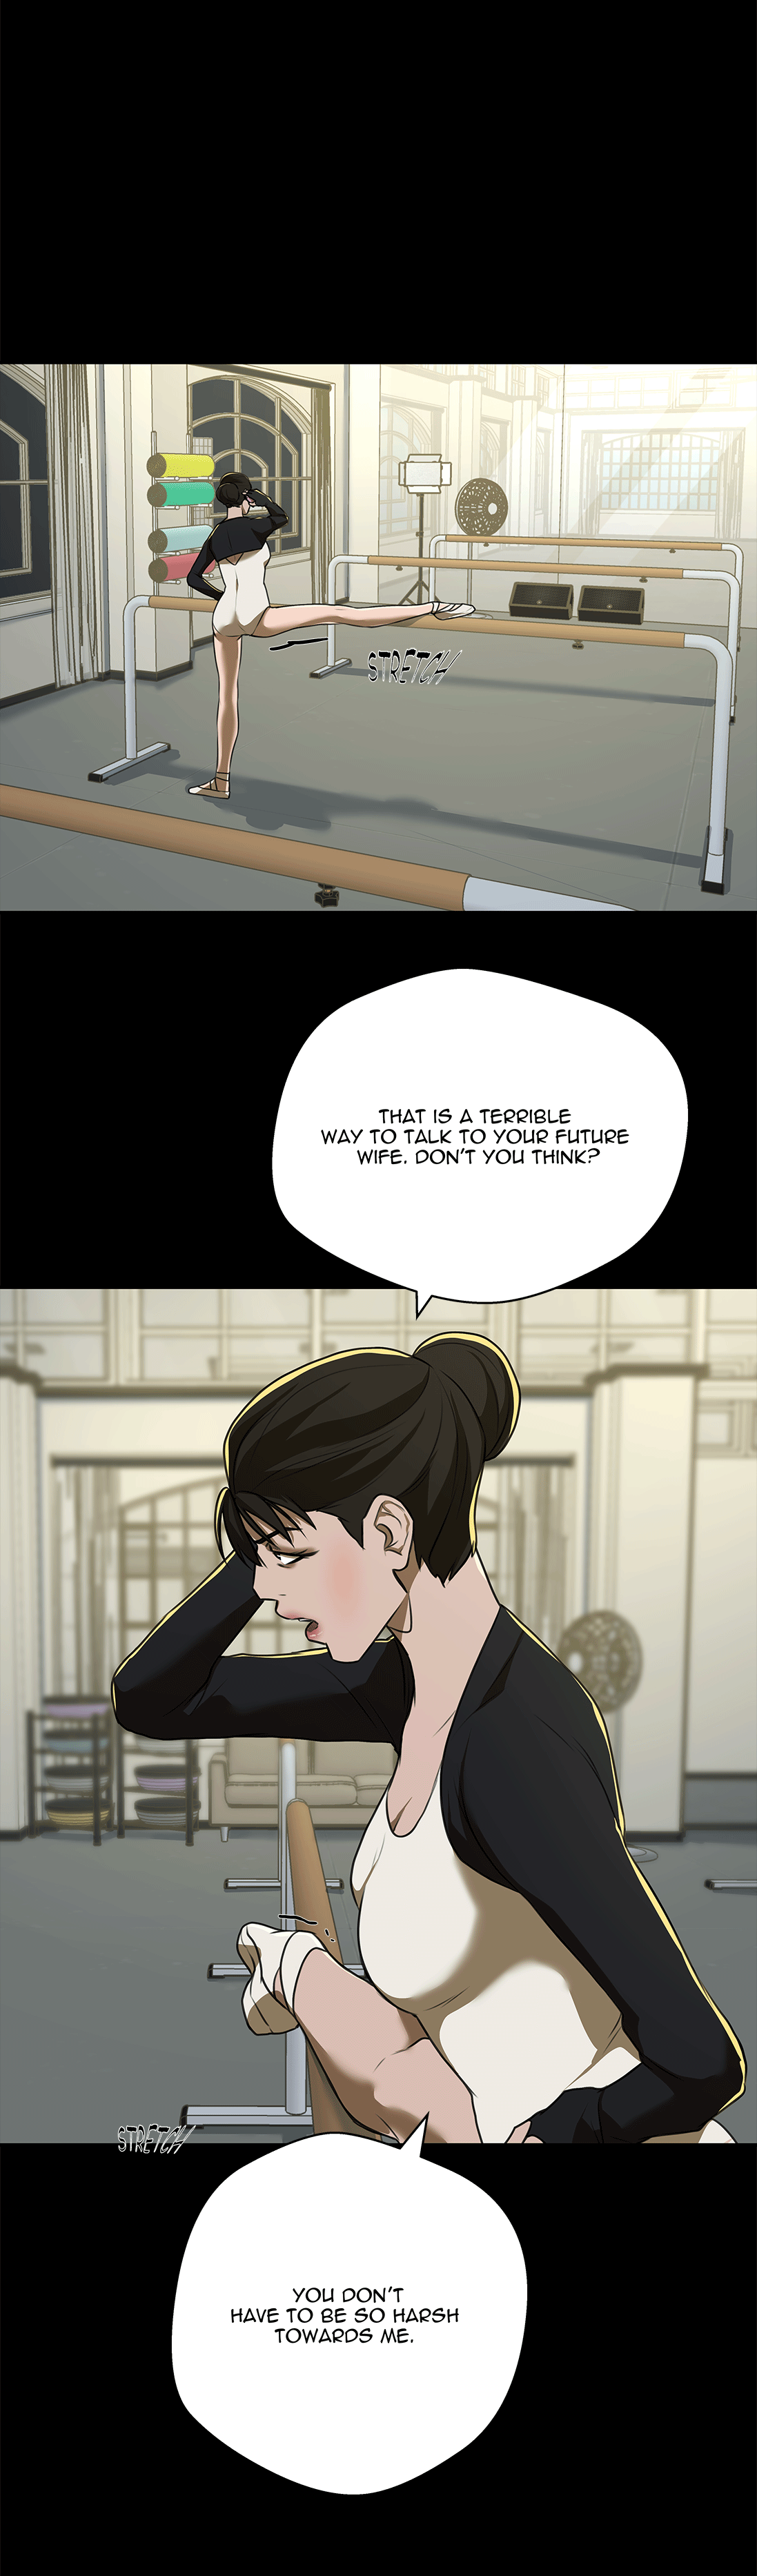 STRETCH
THAT IS A TERRIBLE
WAY TO TALK TO YOUR FUTURE
WIFE. DON'T YOU THINK?
STRETCH
YOU DON'T
HAVE TO BE SO HARSH
TOWARDS ME.